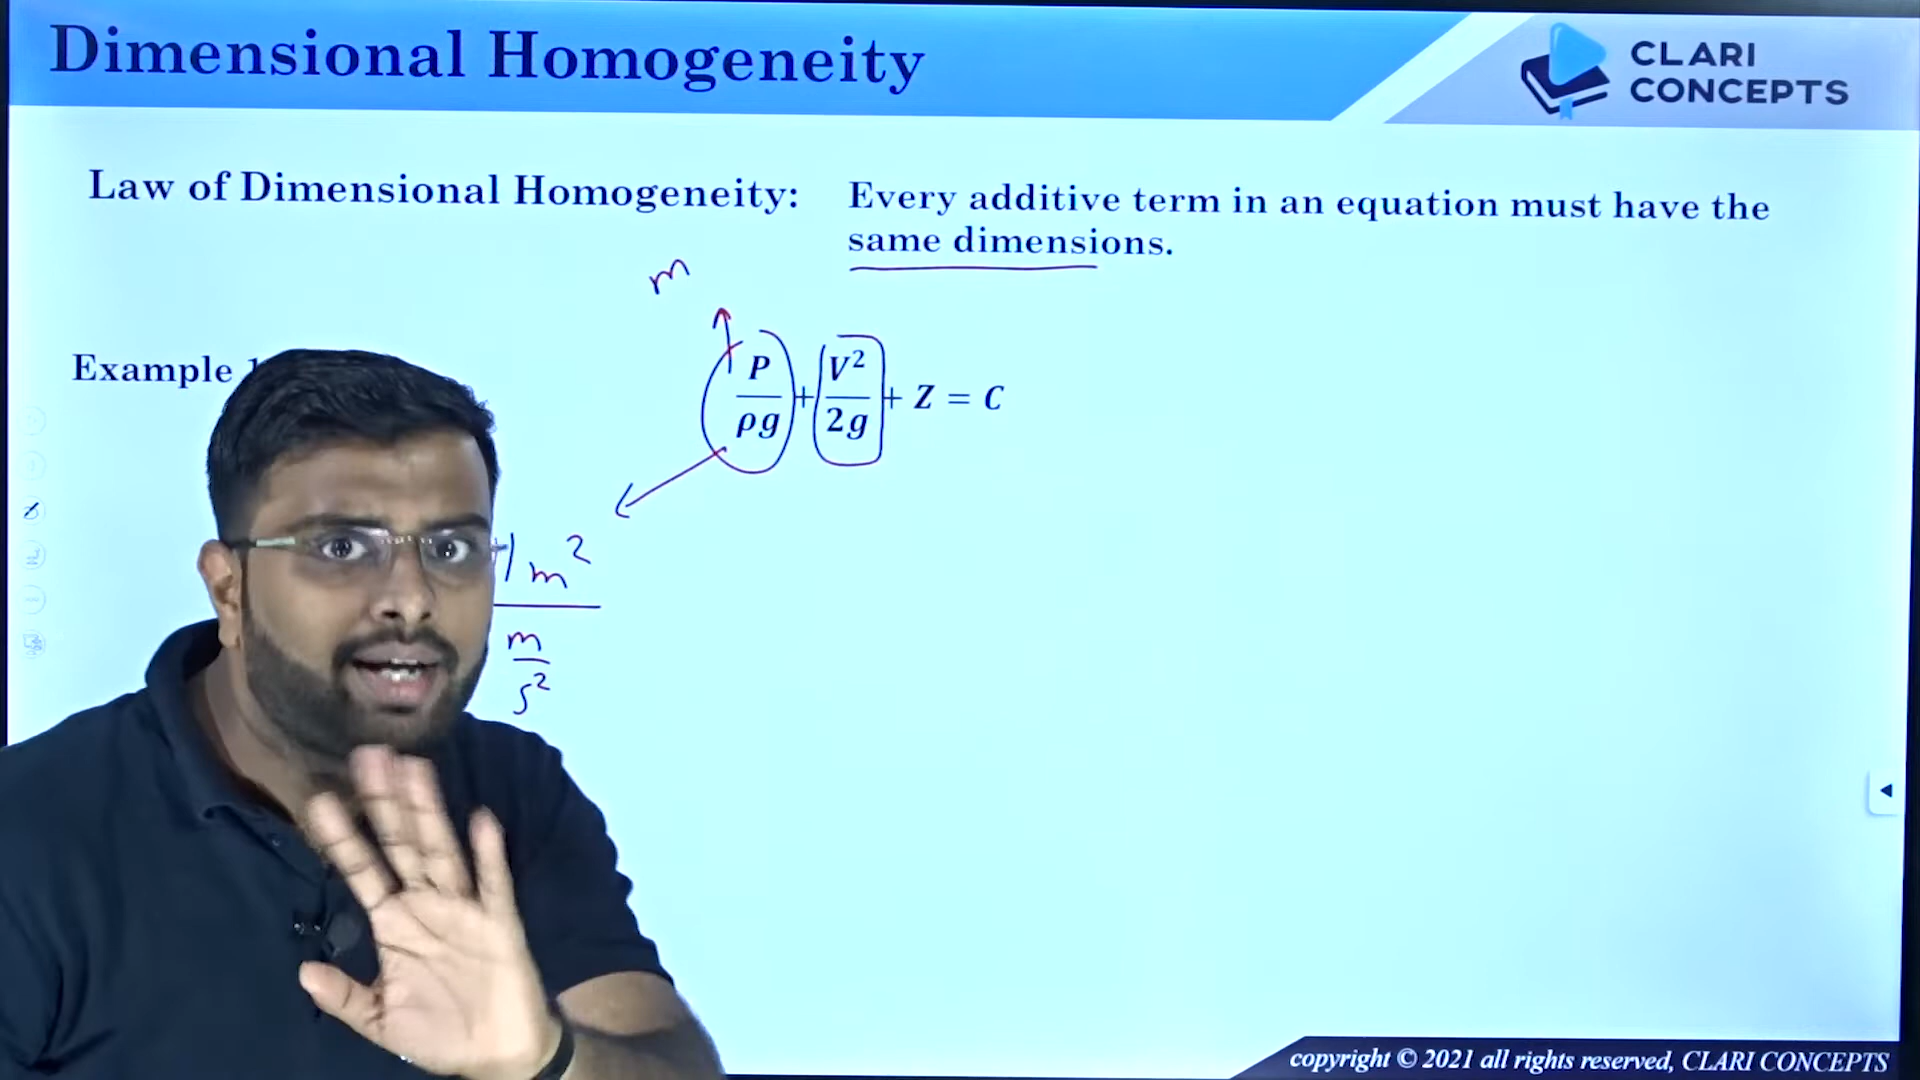 Dimensional Homogeneity
CLARI
CONCEPTS
Law of Dimensional Homogeneity: Every additive term in an equation must have the
same dimensions.
m
Example
P/ρg + V²/2g + Z = C
/m²
m/s²
copyright © 2021 all rights reserved, CLARI CONCEPTS